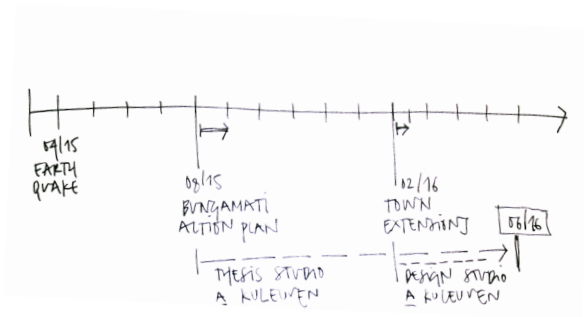 04/15
EARTH
QUAKE
08/15
BUNGAMATI
ACTION PLAN
02/16
TOWN
EXTENSIONS
06/16
THESIS STUDIO
A KULEUVEN
DESIGN STUDIO
A KULEUVEN